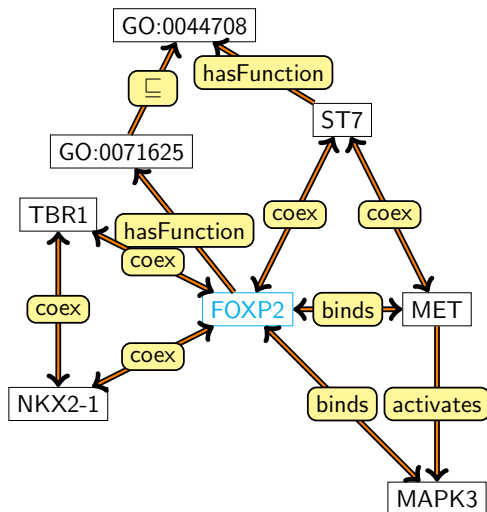 GO:0044708
hasFunction
⊑
ST7
GO:0071625
TBR1
coex
coex
hasFunction
coex
FOXP2
binds
MET
coex
coex
NKX2-1
binds
activates
MAPK3